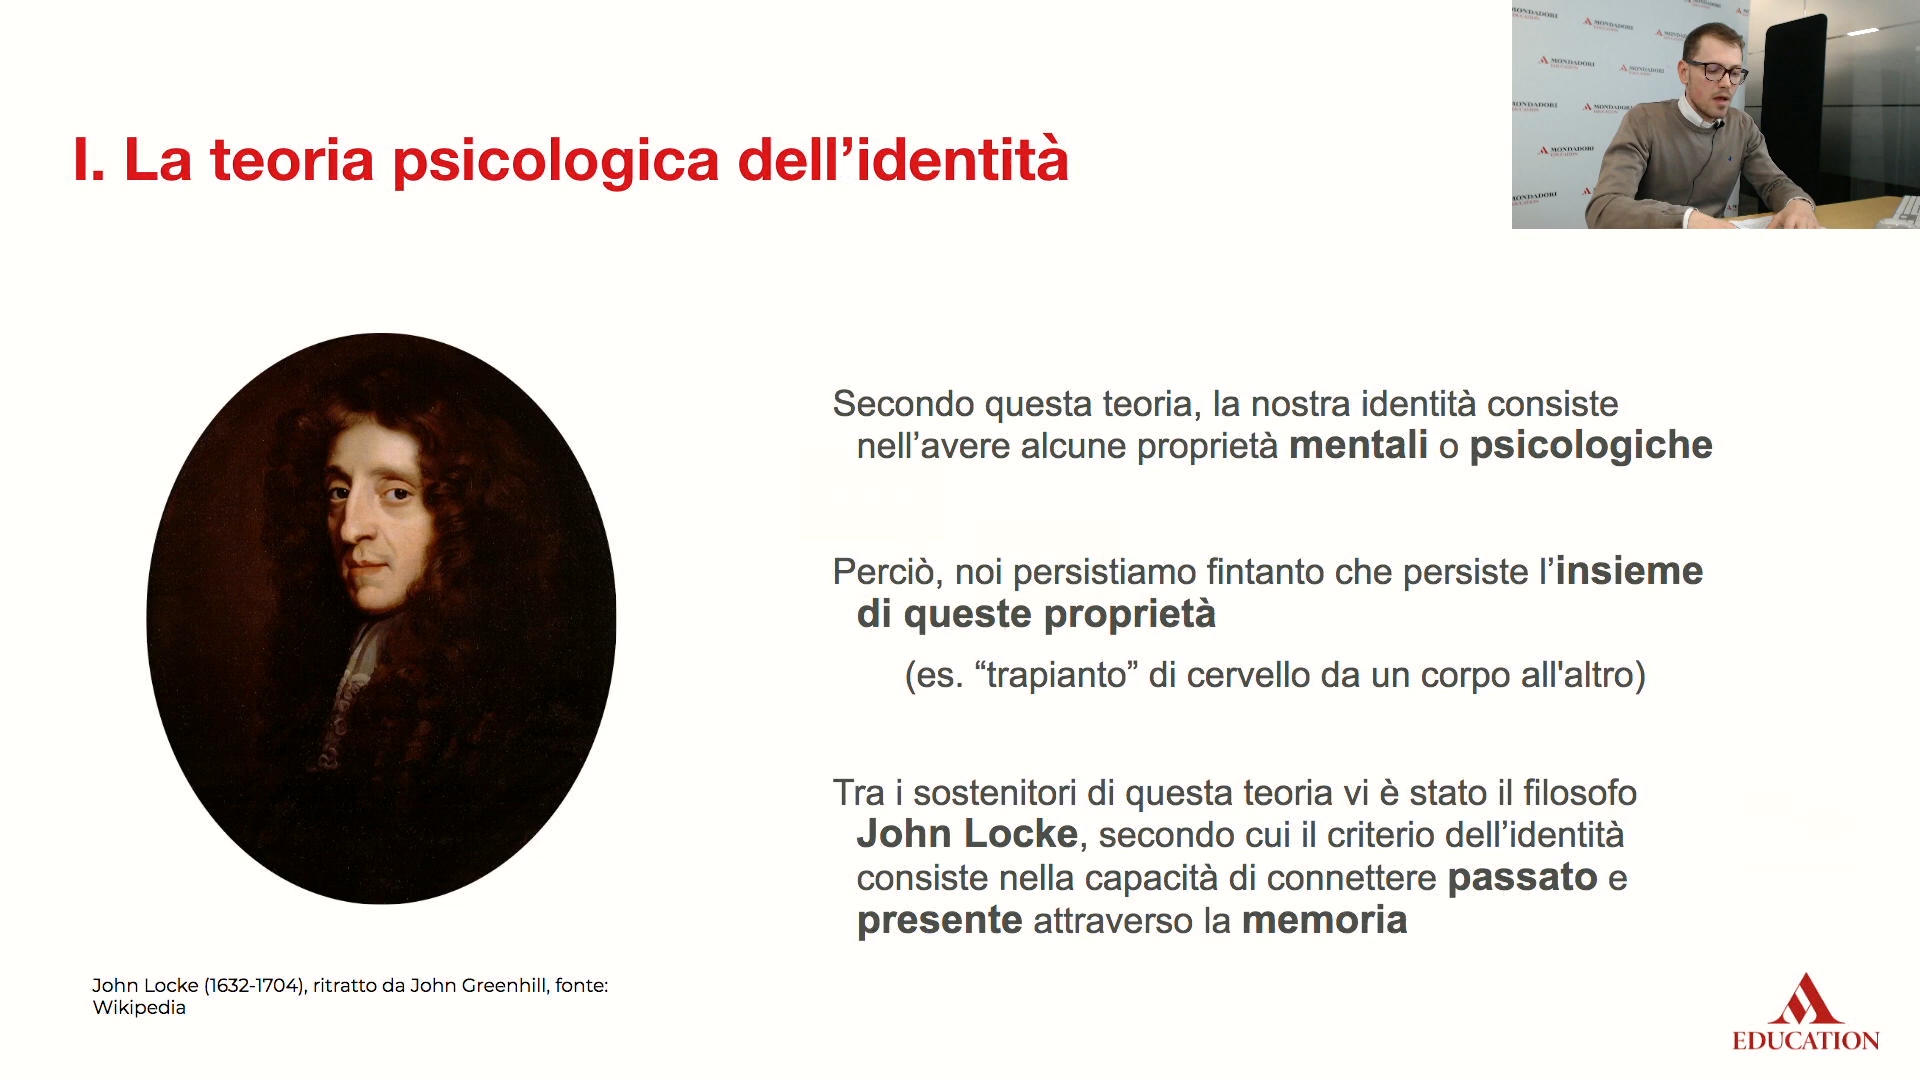 I. La teoria psicologica dell’identità
MONDADORI
EDUCATION
Secondo questa teoria, la nostra identità consiste
nell’avere alcune proprietà mentali o psicologiche
Perciò, noi persistiamo fintanto che persiste l’insieme
di queste proprietà
(es. “trapianto” di cervello da un corpo all'altro)
Tra i sostenitori di questa teoria vi è stato il filosofo
John Locke, secondo cui il criterio dell’identità
consiste nella capacità di connettere passato e
presente attraverso la memoria
John Locke (1632-1704), ritratto da John Greenhill, fonte:
Wikipedia
EDUCATION